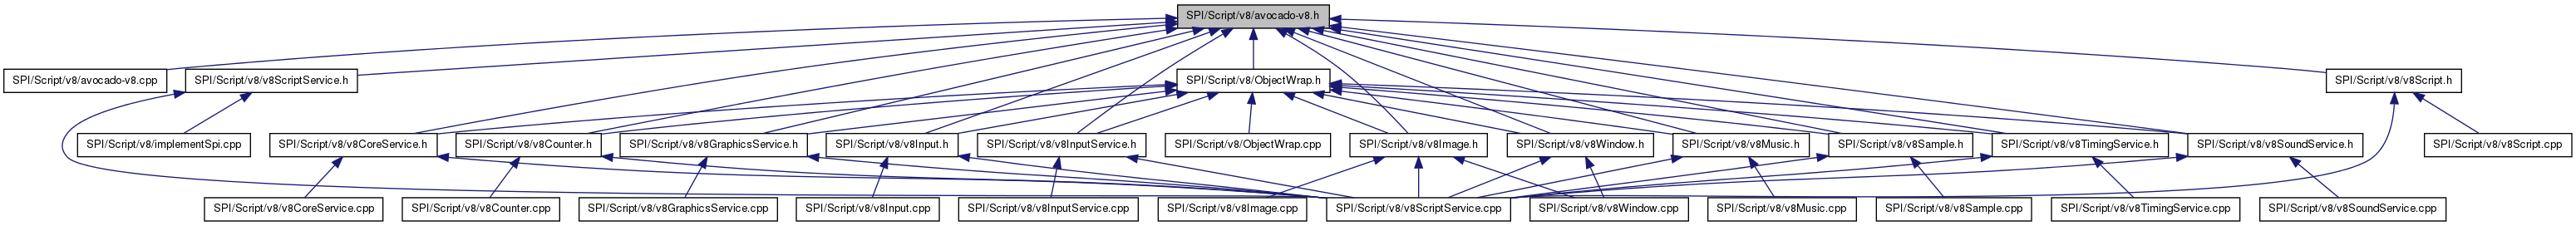 SPI/Script/v8/avocado-v8.h
SPI/Script/v8/avocado-v8.cpp
SPI/Script/v8/v8ScriptService.h
SPI/Script/v8/ObjectWrap.h
SPI/Script/v8/v8Script.h
SPI/Script/v8/implementSpi.cpp
SPI/Script/v8/v8CoreService.h
SPI/Script/v8/v8Counter.h
SPI/Script/v8/v8GraphicsService.h
SPI/Script/v8/v8Input.h
SPI/Script/v8/v8InputService.h
SPI/Script/v8/ObjectWrap.cpp
SPI/Script/v8/v8Image.h
SPI/Script/v8/v8Window.h
SPI/Script/v8/v8Music.h
SPI/Script/v8/v8Sample.h
SPI/Script/v8/v8TimingService.h
SPI/Script/v8/v8SoundService.h
SPI/Script/v8/v8Script.cpp
SPI/Script/v8/v8CoreService.cpp
SPI/Script/v8/v8Counter.cpp
SPI/Script/v8/v8GraphicsService.cpp
SPI/Script/v8/v8Input.cpp
SPI/Script/v8/v8InputService.cpp
SPI/Script/v8/v8Image.cpp
SPI/Script/v8/v8ScriptService.cpp
SPI/Script/v8/v8Window.cpp
SPI/Script/v8/v8Music.cpp
SPI/Script/v8/v8Sample.cpp
SPI/Script/v8/v8TimingService.cpp
SPI/Script/v8/v8SoundService.cpp